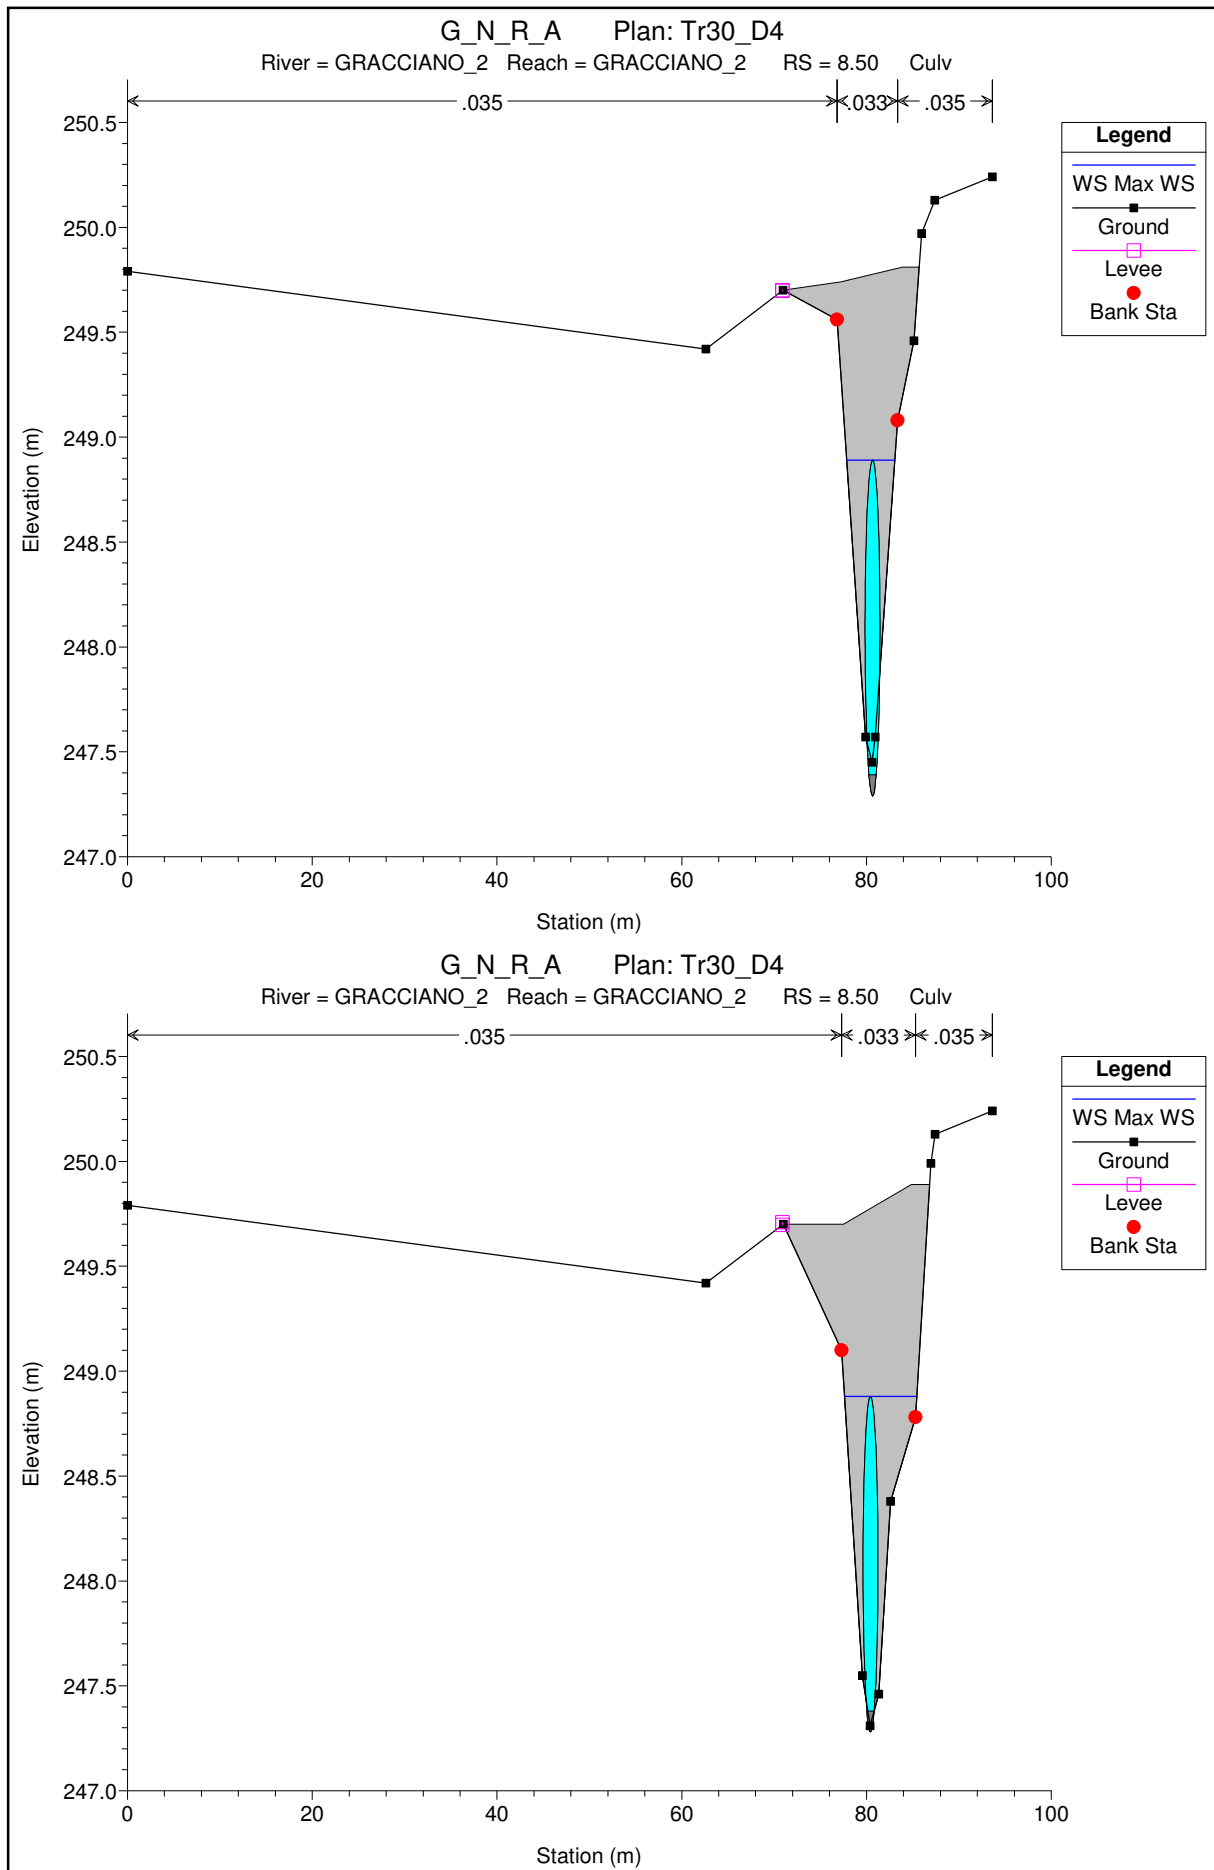 G_N_R_A Plan: Tr30_D4
River = GRACCIANO_2 Reach = GRACCIANO_2 RS = 8.50 Culv
.035 .033 .035
250.5
250.0
249.5
249.0
248.5
248.0
247.5
247.0
Elevation (m)
0 20 40 60 80 100
Station (m)
Legend
WS Max WS
Ground
Levee
Bank Sta
G_N_R_A Plan: Tr30_D4
River = GRACCIANO_2 Reach = GRACCIANO_2 RS = 8.50 Culv
.035 .033 .035
250.5
250.0
249.5
249.0
248.5
248.0
247.5
247.0
Elevation (m)
0 20 40 60 80 100
Station (m)
Legend
WS Max WS
Ground
Levee
Bank Sta